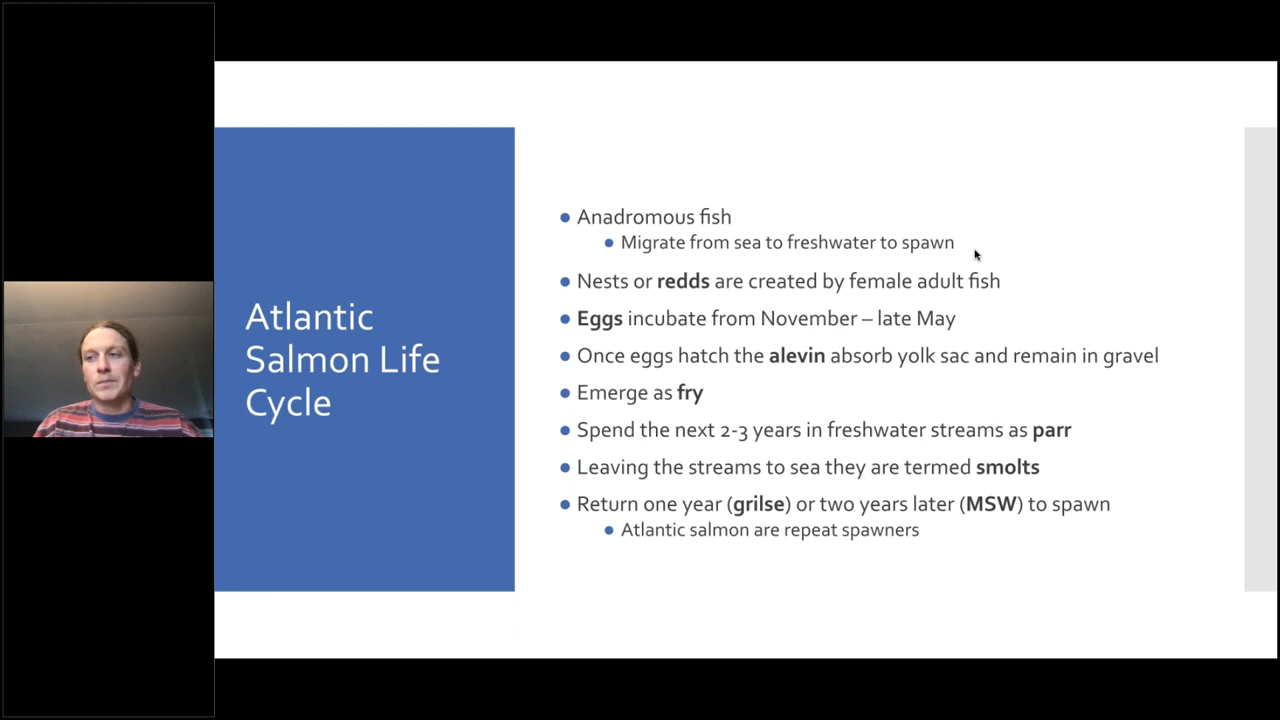 Atlantic
Salmon Life
Cycle
● Anadromous fish
● Migrate from sea to freshwater to spawn
● Nests or redds are created by female adult fish
● Eggs incubate from November – late May
● Once eggs hatch the alevin absorb yolk sac and remain in gravel
● Emerge as fry
● Spend the next 2-3 years in freshwater streams as parr
● Leaving the streams to sea they are termed smolts
● Return one year (grilse) or two years later (MSW) to spawn
● Atlantic salmon are repeat spawners